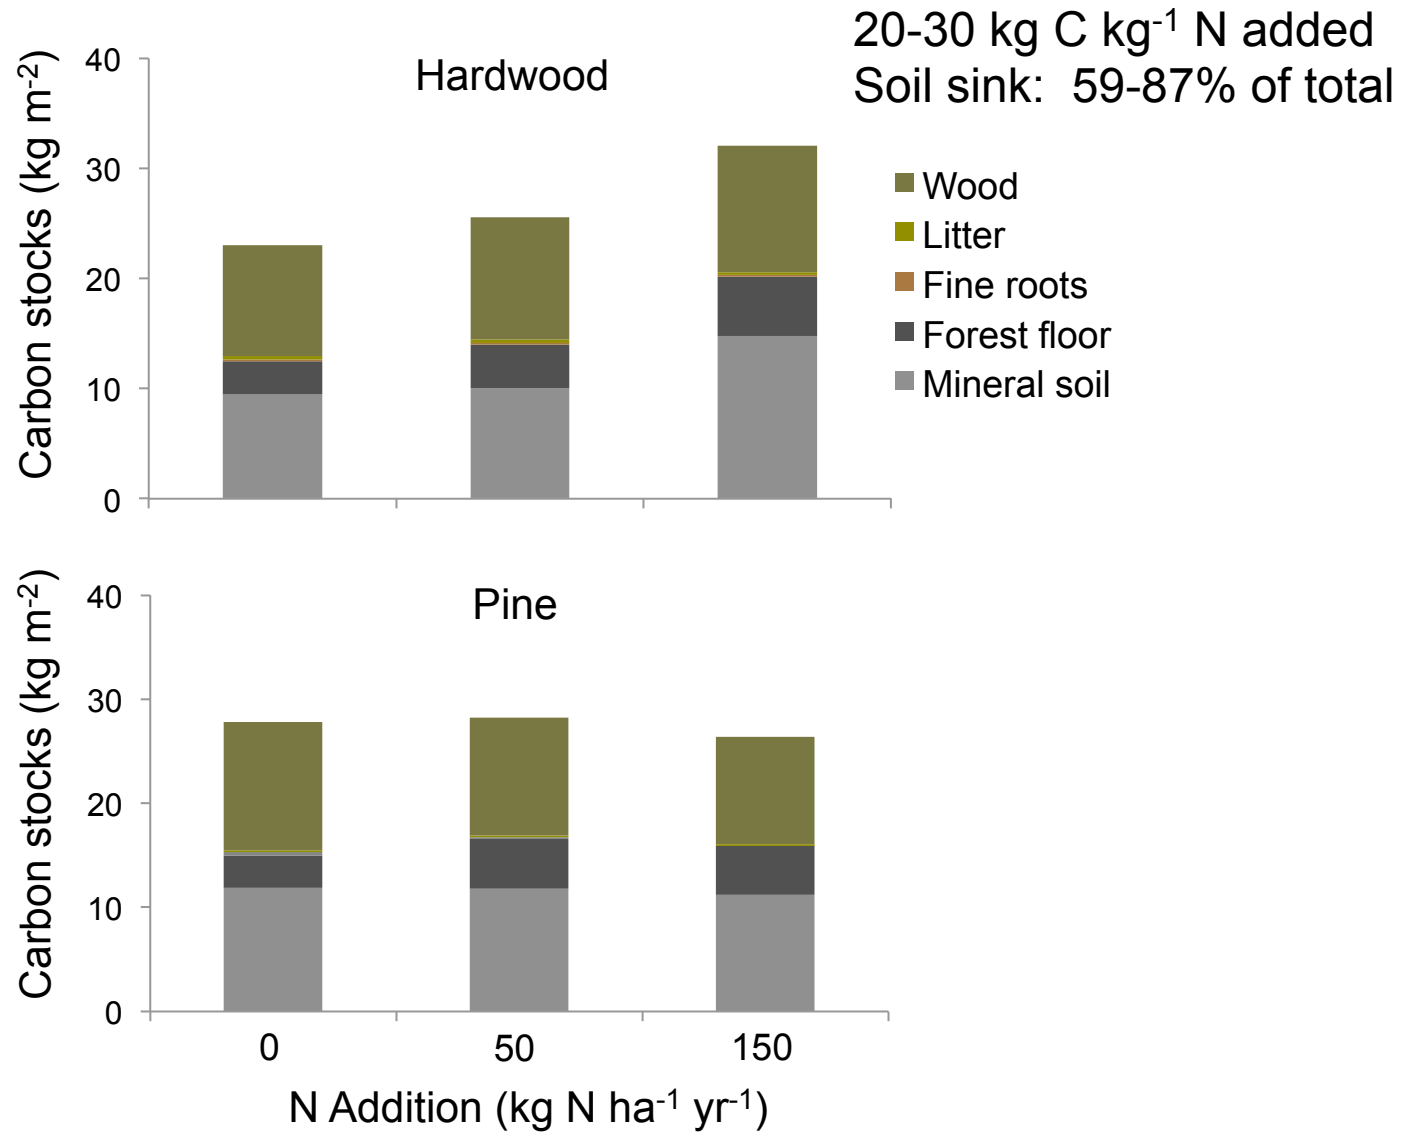 20-30 kg C kg-1 N added
Soil sink: 59-87% of total
Hardwood
Carbon stocks (kg m-2)
40
30
20
10
0
Wood
Litter
Fine roots
Forest floor
Mineral soil
Pine
Carbon stocks (kg m-2)
40
30
20
10
0
0 50 150
N Addition (kg N ha-1 yr-1)